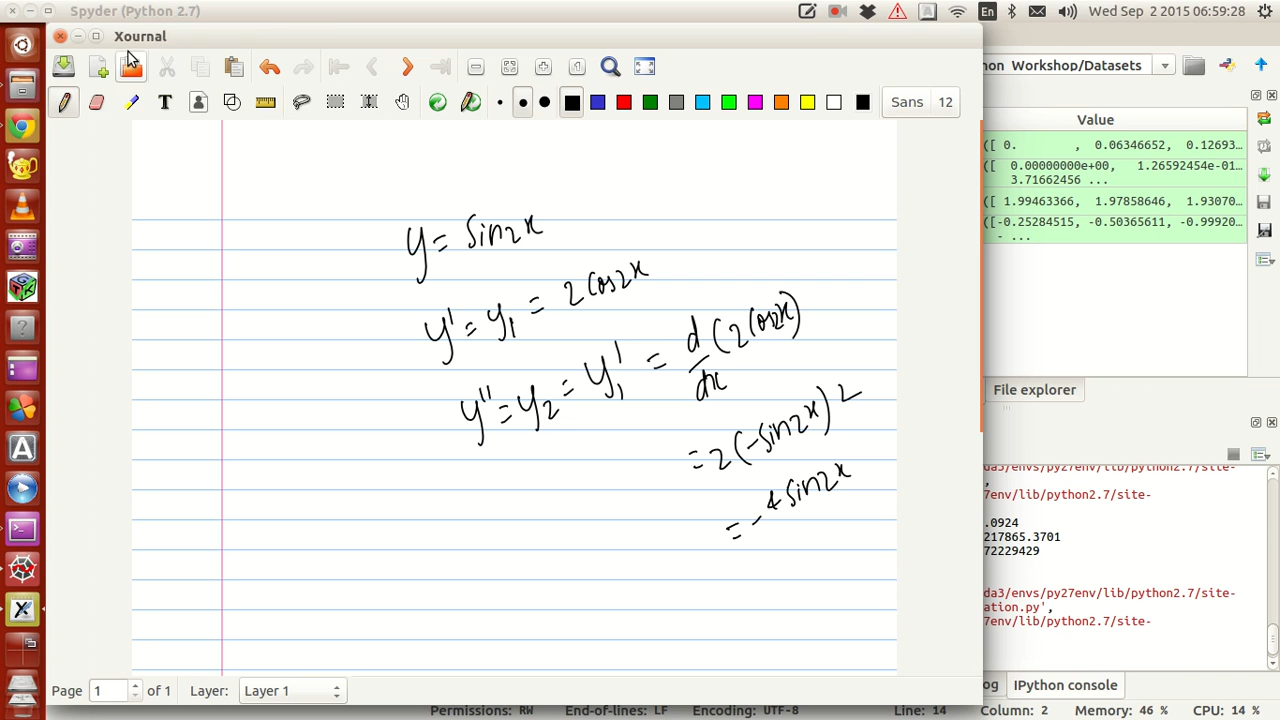 Spyder (Python 2.7)
En
Wed Sep 2 2015 06:59:28
Xournal
non Workshop/Datasets
Sans 12
Value
([ 0. , 0.06346652, 0.12693…
([ 0.00000000e+00, 1.26592454e-01…
3.71662456 ...
([ 1.99463366, 1.97858646, 1.93070
([-0.25284515, -0.50365611, -0.99920
- ...
y = sin2x
y' = y1 = 2cos2x
y'' = y2 = y1' = d/dx (2cos2x)
= 2(-sin2x)2
= -4sin2x
File explorer
da3/envs/py27env/lib/python2.7/site-
,
7env/lib/python2.7/site-
.0924
217865.3701
72229429
da3/envs/py27env/lib/python2.7/site-
ation.py',
7env/lib/python2.7/site-
Page 1 of 1 Layer: Layer 1
og IPython console
Permissions: RW End-of-lines: LF Encoding: UTF-8 Line: 14 Column: 2 Memory: 46 % CPU: 14 %